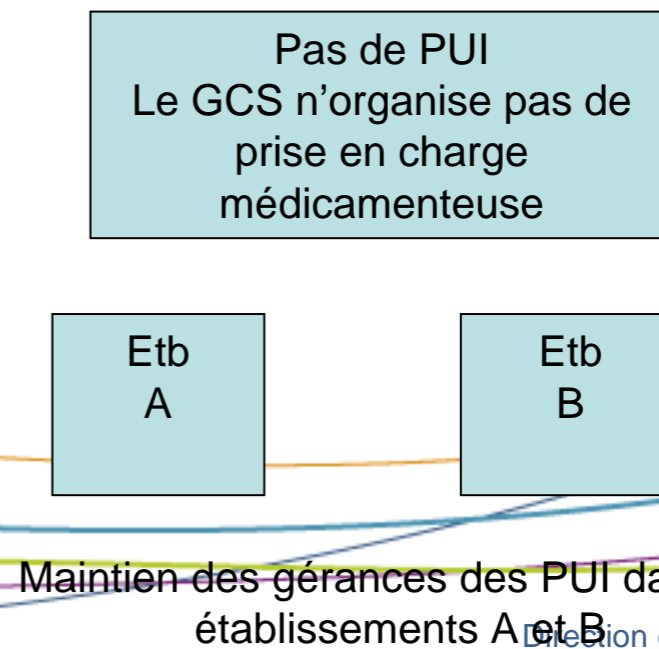 Pas de PUI
Le GCS n’organise pas de
prise en charge
médicamenteuse
Etb
A
Etb
B
Maintien des gérances des PUI
établissements A et B
Direction